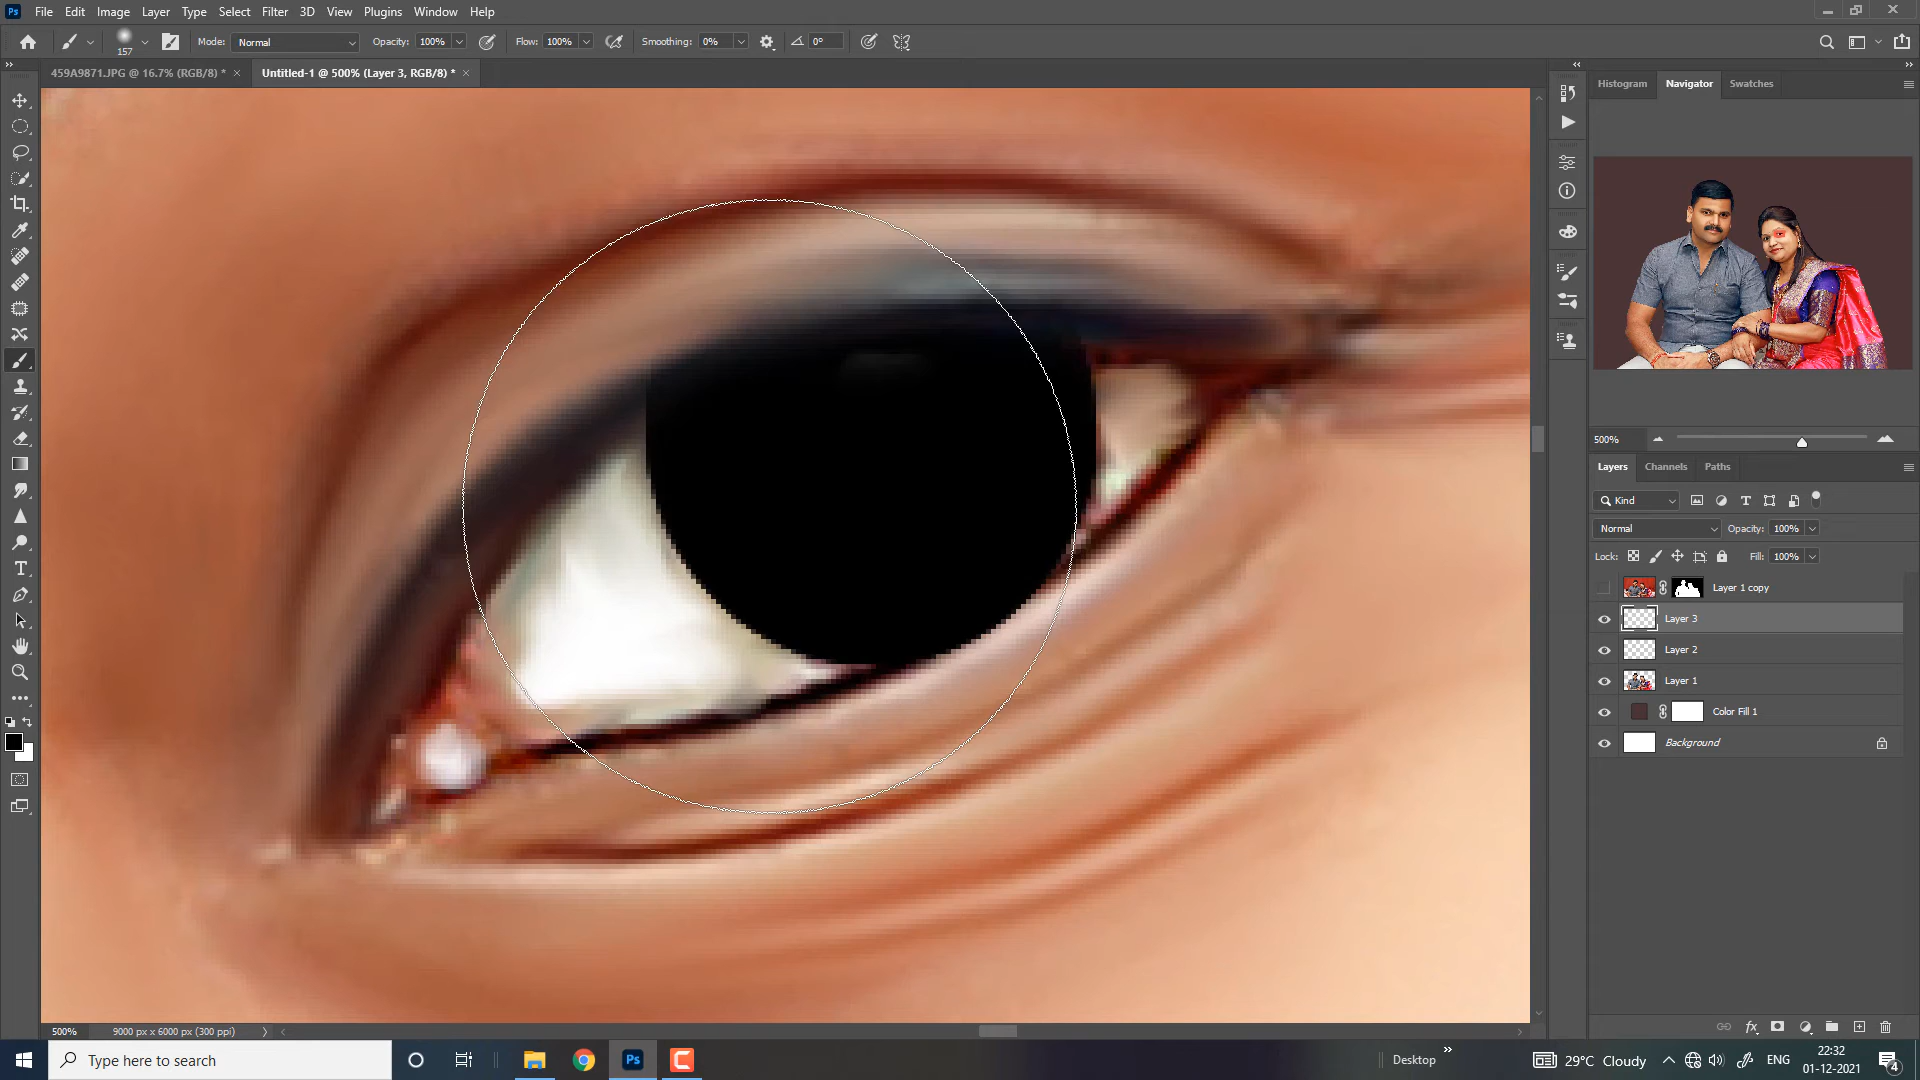 Ps File Edit Image Layer Type Select Filter 3D View Plugins Window Help
157 Mode: Normal Opacity: 100% Flow: 100% Smoothing: 0% 0°
459A9871.JPG @ 16.7% (RGB/8) * × Untitled-1 @ 500% (Layer 3, RGB/8) * ×
Histogram Navigator Swatches
500%
Layers Channels Paths
Kind
Normal Opacity: 100%
Lock: Fill: 100%
Layer 1 copy
Layer 3
Layer 2
Layer 1
Color Fill 1
Background
500% 9000 px x 6000 px (300 ppi)
Type here to search Ps Desktop 29°C Cloudy ENG 22:32
01-12-2021
4